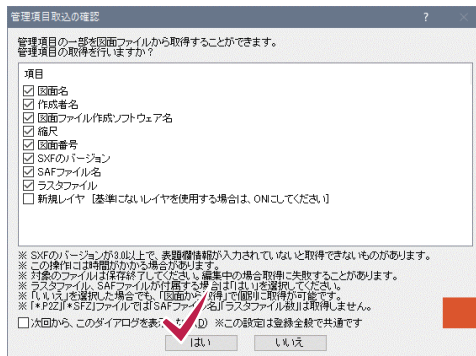 管理項目取込の確認
?
管理項目の一部を図面ファイルから取得することができます。
管理項目の取得を行いますか?
項目
図面名
作成者名
図面ファイル作成ソフトウェア名
縮尺
図面番号
SXFのバージョン
SAFファイル名
ラスタファイル
新規レイヤ [基準にないレイヤを使用する場合は、ONにしてください]
※ SXFのバージョンが3.0以上で、表題欄情報が入力されていないと取得できないものがあります。
※ この操作には時間がかかる場合があります。
※ 対象のファイルは保存終了してください。編集中の場合取得に失敗することがあります。
※ ラスタファイル、SAFファイルが付属する場合は「はい」を選択してください。
※ 「いいえ」を選択した場合でも、「図面から取得」で個別に取得が可能です。
※ 「*.P2Z」「*.SFZ」ファイルでは「SAFファイル名」「ラスタファイル数」は取得しません。
次回から、このダイアログを表示 (D) ※この設定は登録全般で共通です
はい
いいえ